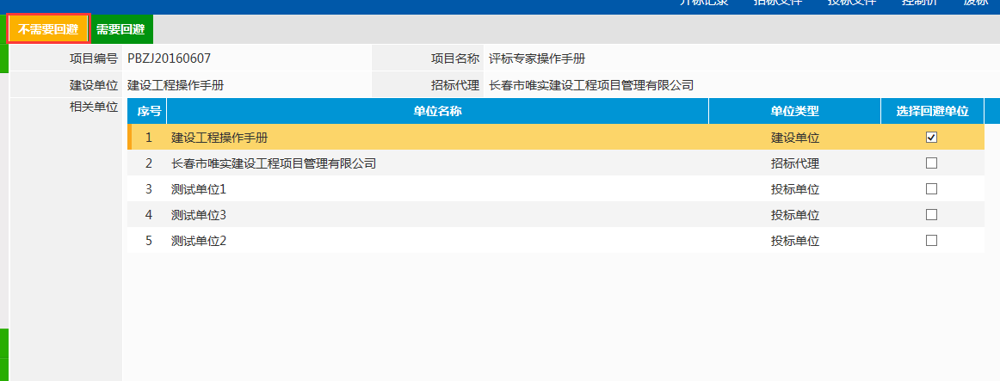 开标记录 招标文件 投标文件 控制价 废标
不需要回避 需要回避
项目编号 PBZJ20160607 项目名称 评标专家操作手册
建设单位 建设工程操作手册 招标代理 长春市唯实建设工程项目管理有限公司
相关单位
序号 单位名称 单位类型 选择回避单位
1 建设工程操作手册 建设单位
2 长春市唯实建设工程项目管理有限公司 招标代理
3 测试单位1 投标单位
4 测试单位3 投标单位
5 测试单位2 投标单位